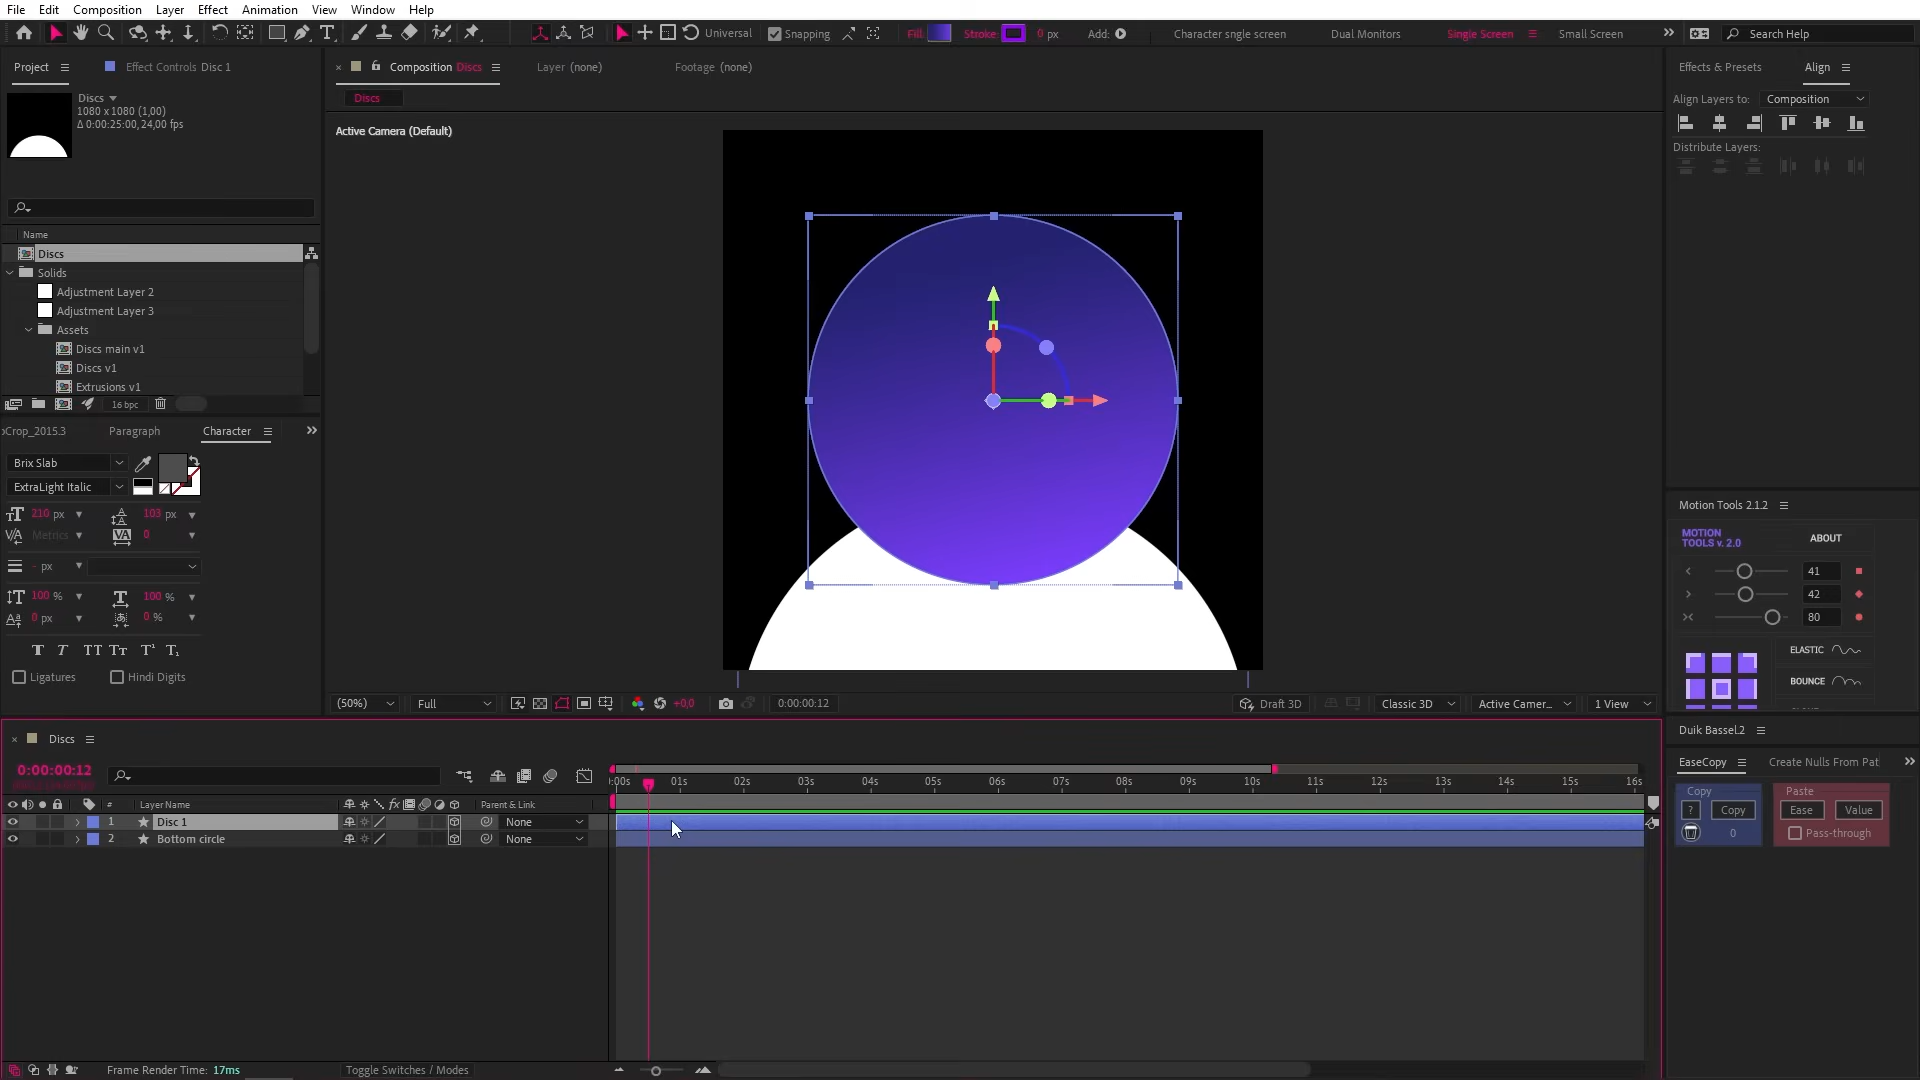 File Edit Composition Layer Effect Animation View Window Help
Universal Snapping Fill Stroke: 0 px Add: Character sngle screen Dual Monitors Single Screen Small Screen Search Help
Project Effect Controls Disc 1
Composition Discs Layer (none) Footage (none)
Effects & Presets Align
Discs
1080 x 1080 (1,00)
Δ 0:00:25:00, 24,00 fps
Discs
Active Camera (Default)
Align Layers to: Composition
Distribute Layers:
Name
Discs
Solids
Adjustment Layer 2
Adjustment Layer 3
Assets
Discs main v1
Discs v1
Extrusions v1
16 bpc
oCrop_2015.3 Paragraph Character
Brix Slab
ExtraLight Italic
210 px 103 px
Metrics 0
- px
100 % 100 %
0 px 0 %
T T TT Tt T¹ T₁
Ligatures Hindi Digits
Motion Tools 2.1.2
MOTION
TOOLS v. 2.0
ABOUT
41
42
80
ELASTIC
BOUNCE
(50%) Full +0,0 0:00:00:12 Draft 3D Classic 3D Active Camer... 1 View
Duik Bassel.2
EaseCopy Create Nulls From Pat
Copy Paste
? Copy Ease Value
0 Pass-through
Discs
0:00:00:12
:00s 01s 02s 03s 04s 05s 06s 07s 08s 09s 10s 11s 12s 13s 14s 15s 16s
# Layer Name fx Parent & Link
1 Disc 1 None
2 Bottom circle None
Frame Render Time: 17ms Toggle Switches / Modes